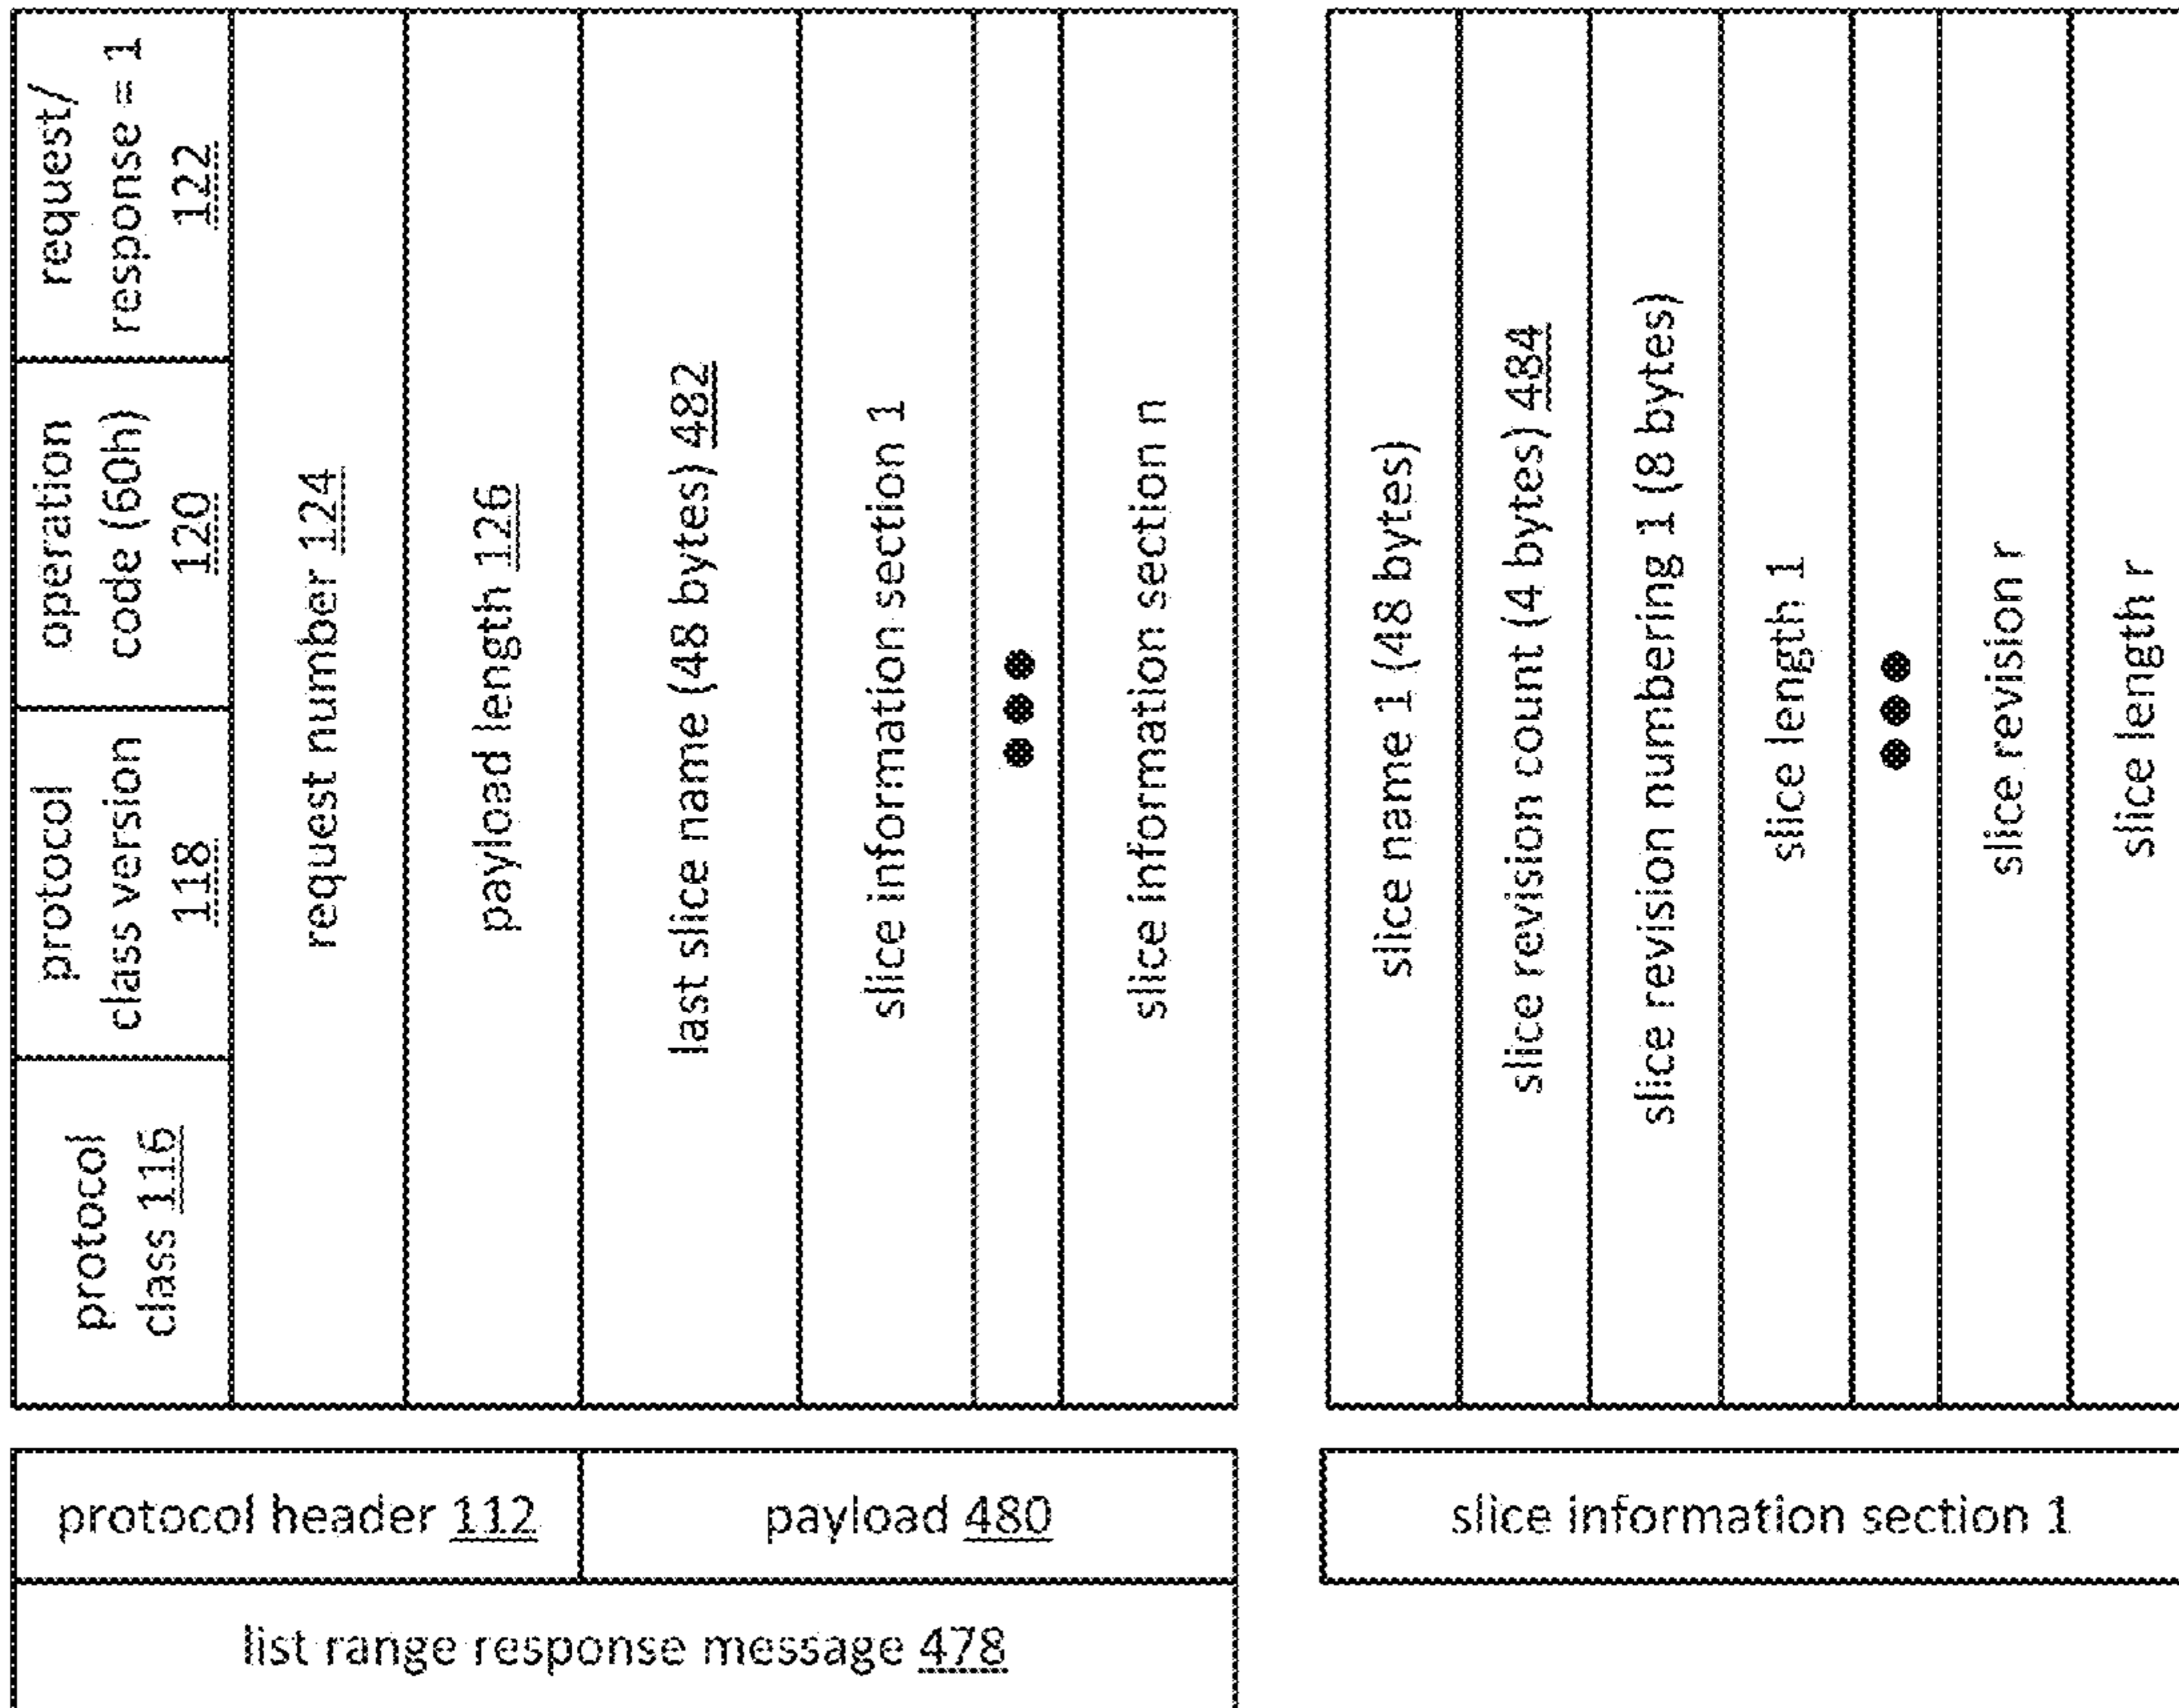 protocol
class 116
protocol
class version
118
operation
code (60h)
120
request/
response = 1
122
request number 124
payload length 126
last slice name (48 bytes) 482
slice information section 1
slice information section n
protocol header 112
payload 480
list range response message 478
slice name 1 (48 bytes)
slice revision count (4 bytes) 484
slice revision numbering 1 (8 bytes)
slice length 1
slice revision r
slice length r
slice information section 1